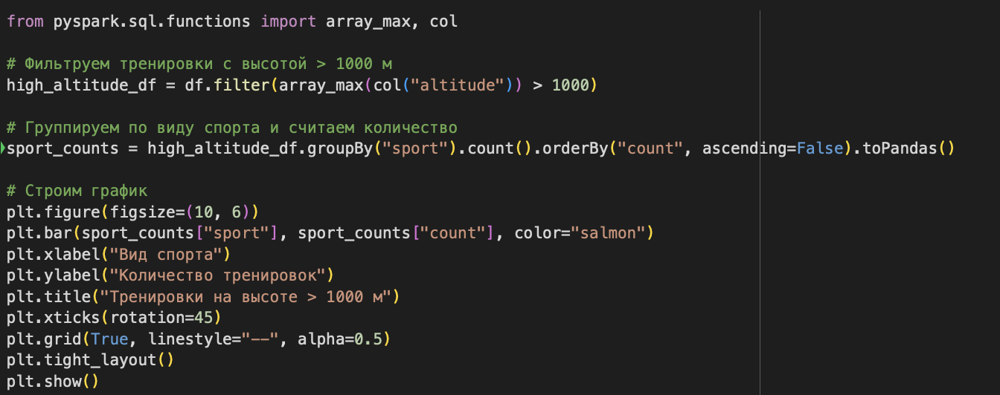 from pyspark.sql.functions import array_max, col
# Фильтруем тренировки с высотой > 1000 м
high_altitude_df = df.filter(array_max(col("altitude")) > 1000)
# Группируем по виду спорта и считаем количество
sport_counts = high_altitude_df.groupBy("sport").count().orderBy("count", ascending=False).toPandas()
# Строим график
plt.figure(figsize=(10, 6))
plt.bar(sport_counts["sport"], sport_counts["count"], color="salmon")
plt.xlabel("Вид спорта")
plt.ylabel("Количество тренировок")
plt.title("Тренировки на высоте > 1000 м")
plt.xticks(rotation=45)
plt.grid(True, linestyle="--", alpha=0.5)
plt.tight_layout()
plt.show()